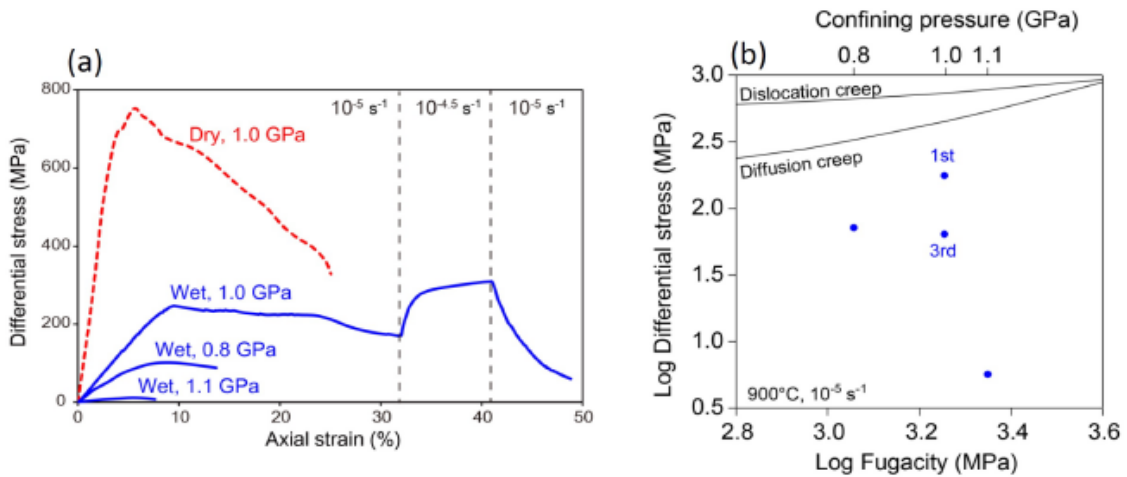 (a)
800
600
400
200
0
Differential stress (MPa)
10⁻⁵ s⁻¹
10⁻⁴·⁵ s⁻¹
10⁻⁵ s⁻¹
Dry, 1.0 GPa
Wet, 1.0 GPa
Wet, 0.8 GPa
Wet, 1.1 GPa
0 10 20 30 40 50
Axial strain (%)
(b)
Confining pressure (GPa)
0.8 1.0 1.1
3.0
2.5
2.0
1.5
1.0
0.5
Log Differential stress (MPa)
Dislocation creep
Diffusion creep
1st
3rd
900°C, 10⁻⁵ s⁻¹
2.8 3.0 3.2 3.4 3.6
Log Fugacity (MPa)